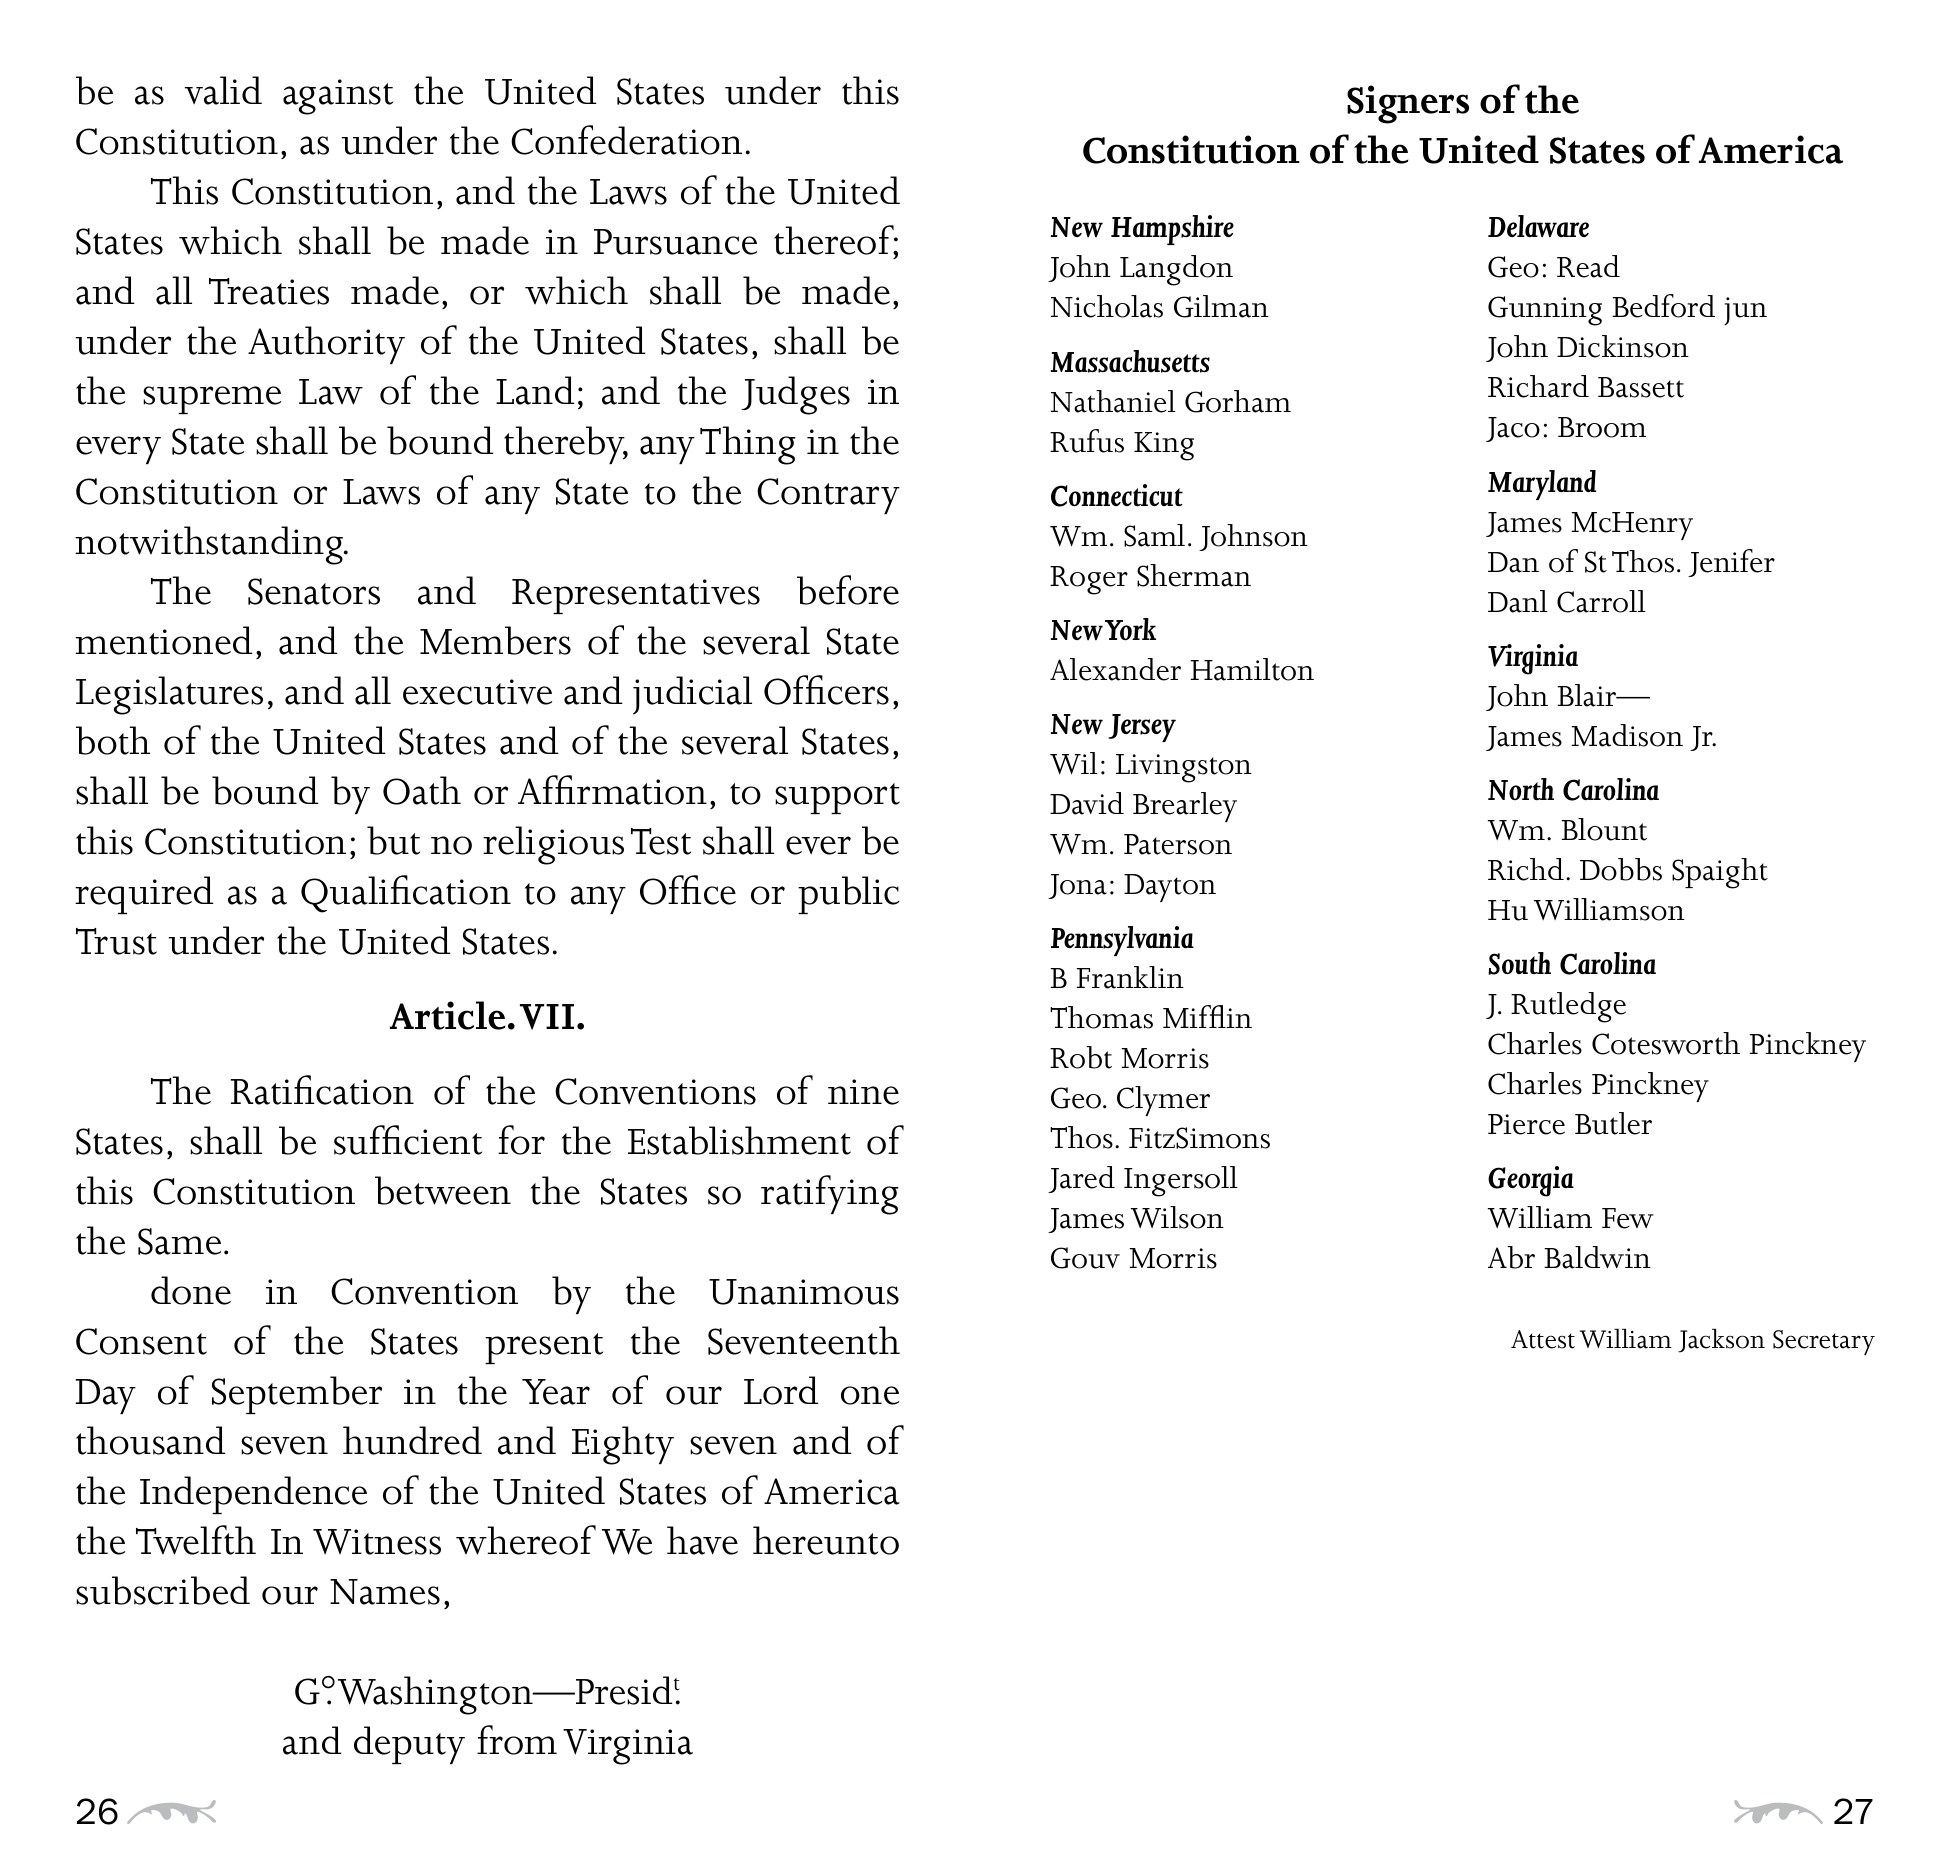 be as valid against the United States under this
Constitution, as under the Confederation.
This Constitution, and the Laws of the United
States which shall be made in Pursuance thereof;
and all Treaties made, or which shall be made,
under the Authority of the United States, shall be
the supreme Law of the Land; and the Judges in
every State shall be bound thereby, any Thing in the
Constitution or Laws of any State to the Contrary
notwithstanding.
The Senators and Representatives before
mentioned, and the Members of the several State
Legislatures, and all executive and judicial Officers,
both of the United States and of the several States,
shall be bound by Oath or Affirmation, to support
this Constitution; but no religious Test shall ever be
required as a Qualification to any Office or public
Trust under the United States.
Article. VII.
The Ratification of the Conventions of nine
States, shall be sufficient for the Establishment of
this Constitution between the States so ratifying
the Same.
done in Convention by the Unanimous
Consent of the States present the Seventeenth
Day of September in the Year of our Lord one
thousand seven hundred and Eighty seven and of
the Independence of the United States of America
the Twelfth In Witness whereof We have hereunto
subscribed our Names,
Gº. Washington—Presidᵗ.
and deputy from Virginia
26
Signers of the
Constitution of the United States of America
New Hampshire
John Langdon
Nicholas Gilman
Massachusetts
Nathaniel Gorham
Rufus King
Connecticut
Wm. Saml. Johnson
Roger Sherman
New York
Alexander Hamilton
New Jersey
Wil: Livingston
David Brearley
Wm. Paterson
Jona: Dayton
Pennsylvania
B Franklin
Thomas Mifflin
Robt Morris
Geo. Clymer
Thos. FitzSimons
Jared Ingersoll
James Wilson
Gouv Morris
Delaware
Geo: Read
Gunning Bedford jun
John Dickinson
Richard Bassett
Jaco: Broom
Maryland
James McHenry
Dan of St Thos. Jenifer
Danl Carroll
Virginia
John Blair—
James Madison Jr.
North Carolina
Wm. Blount
Richd. Dobbs Spaight
Hu Williamson
South Carolina
J. Rutledge
Charles Cotesworth Pinckney
Charles Pinckney
Pierce Butler
Georgia
William Few
Abr Baldwin
Attest William Jackson Secretary
27